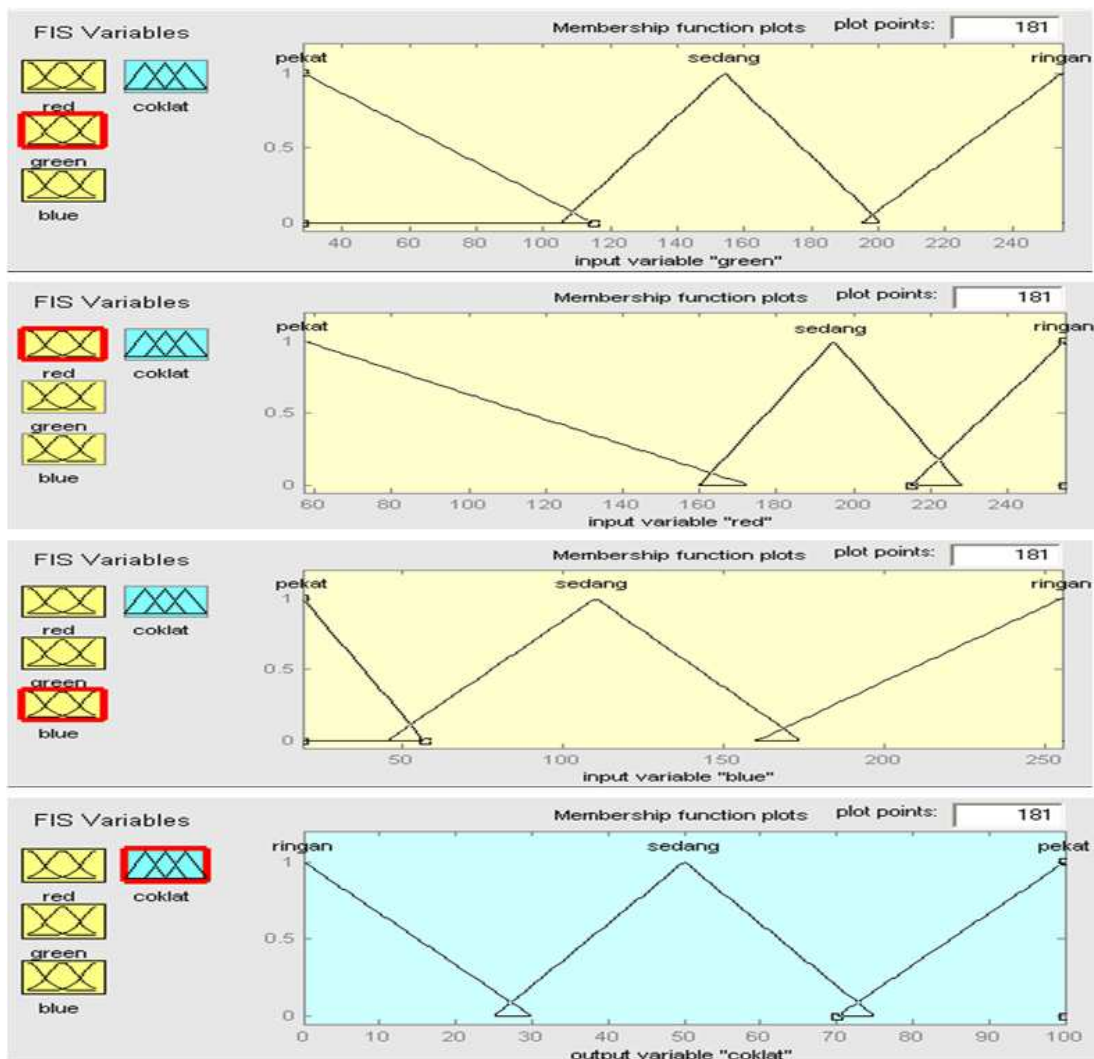 FIS Variables
Membership function plots plot points: 181
pekat sedang ringan
red coklat
green
blue
1
0.5
0
40 60 80 100 120 140 160 180 200 220 240
input variable "green"
FIS Variables
Membership function plots plot points: 181
pekat sedang ringan
red coklat
green
blue
1
0.5
0
60 80 100 120 140 160 180 200 220 240
input variable "red"
FIS Variables
Membership function plots plot points: 181
pekat sedang ringan
red coklat
green
blue
1
0.5
0
50 100 150 200 250
input variable "blue"
FIS Variables
Membership function plots plot points: 181
ringan sedang pekat
red coklat
green
blue
1
0.5
0
0 10 20 30 40 50 60 70 80 90 100
output variable "coklat"